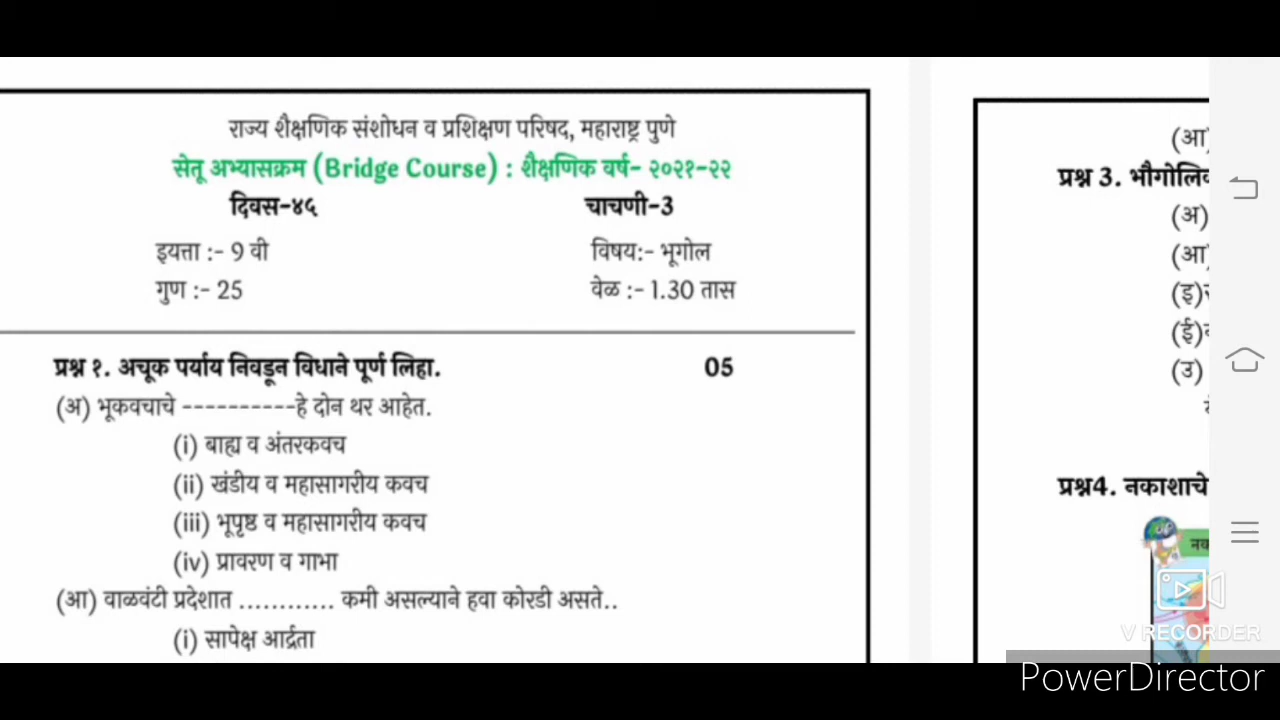 राज्य शैक्षणिक संशोधन व प्रशिक्षण परिषद, महाराष्ट्र पुणे
सेतू अभ्यासक्रम (Bridge Course) : शैक्षणिक वर्ष- २०२१-२२
दिवस-४५ चाचणी-3
इयत्ता :- 9 वी विषय:- भूगोल
गुण :- 25 वेळ :- 1.30 तास
प्रश्न १. अचूक पर्याय निवडून विधाने पूर्ण लिहा. 05
(अ) भूकवचाचे ----------हे दोन थर आहेत.
(i) बाह्य व अंतरकवच
(ii) खंडीय व महासागरीय कवच
(iii) भूपृष्ठ व महासागरीय कवच
(iv) प्रावरण व गाभा
(आ) वाळवंटी प्रदेशात ............ कमी असल्याने हवा कोरडी असते..
(i) सापेक्ष आर्द्रता
(आ)
प्रश्न 3.
(अ)
(आ)
(इ)
(ई)
(उ)
प्रश्न4. नकाशाचे
V RECORDER
PowerDirector